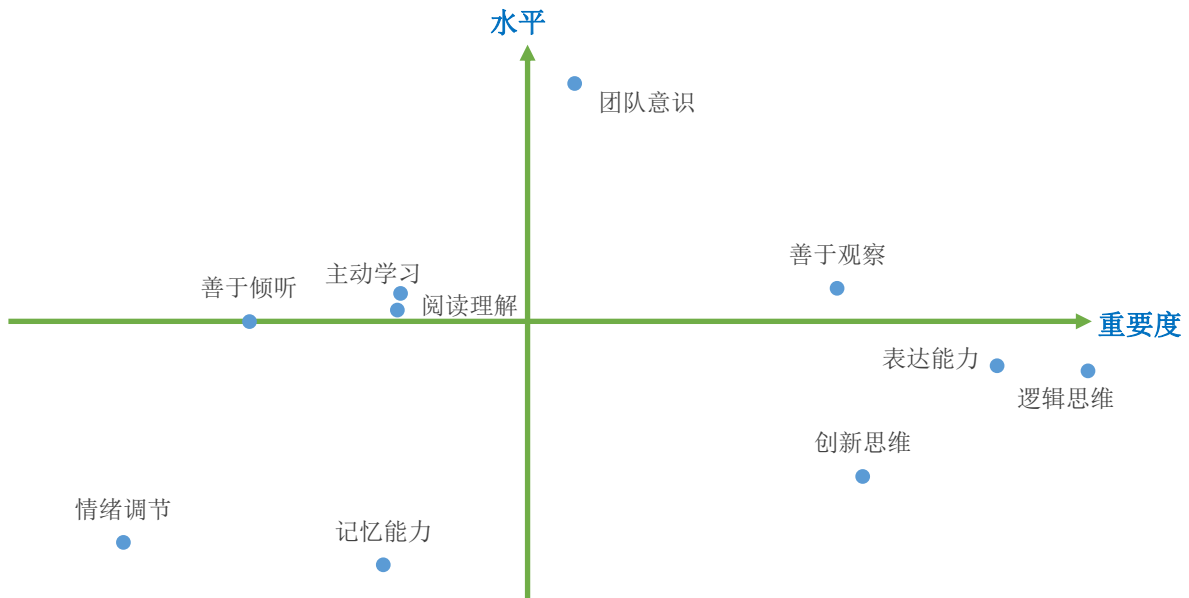 水平
团队意识
善于观察
主动学习
善于倾听
阅读理解
重要度
表达能力
逻辑思维
创新思维
情绪调节
记忆能力